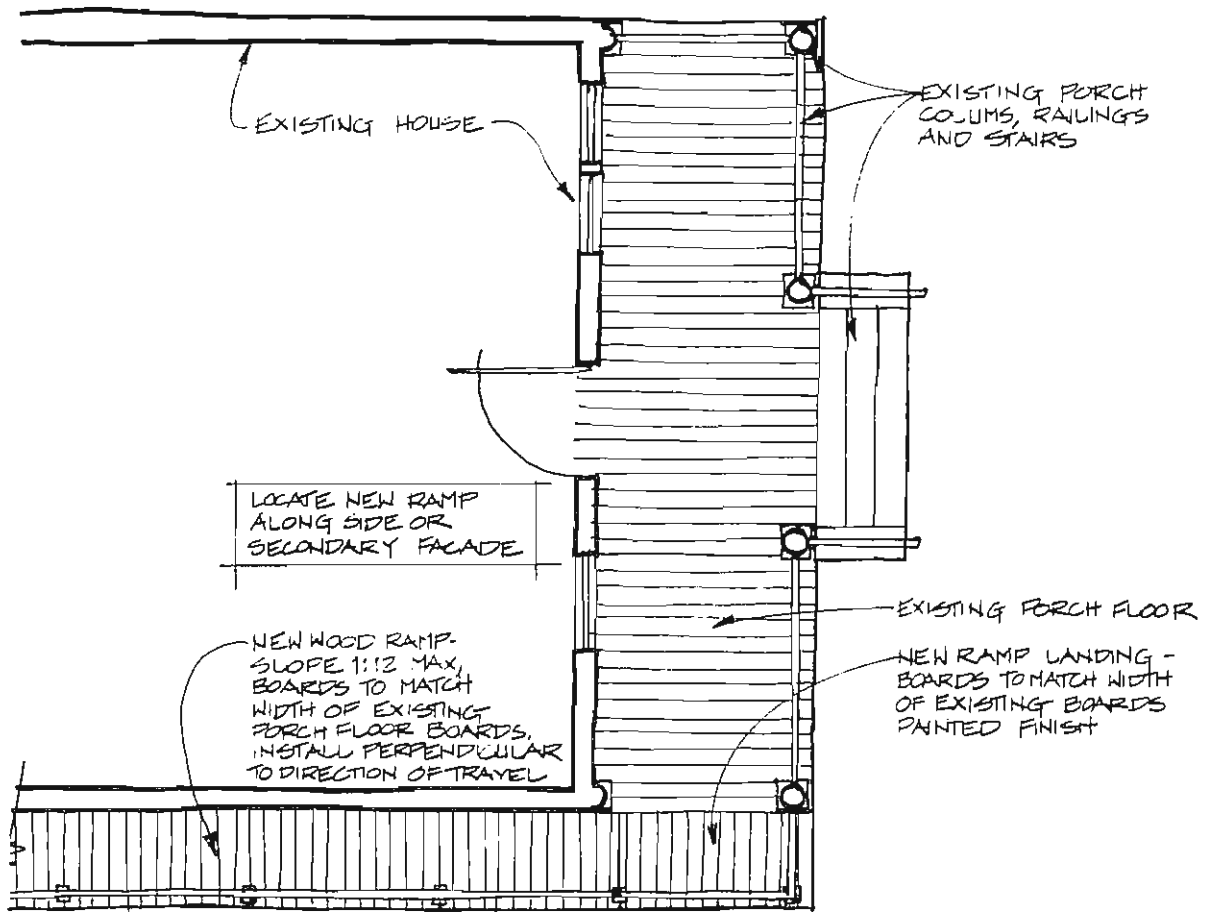 EXISTING HOUSE
EXISTING PORCH
COLUMS, RAILINGS
AND STAIRS
LOCATE NEW RAMP
ALONG SIDE OR
SECONDARY FACADE
NEW WOOD RAMP-
SLOPE 1:12 MAX,
BOARDS TO MATCH
WIDTH OF EXISTING
PORCH FLOOR BOARDS.
INSTALL PERPENDICULAR
TO DIRECTION OF TRAVEL
EXISTING PORCH FLOOR
NEW RAMP LANDING -
BOARDS TO MATCH WIDTH
OF EXISTING BOARDS
PAINTED FINISH